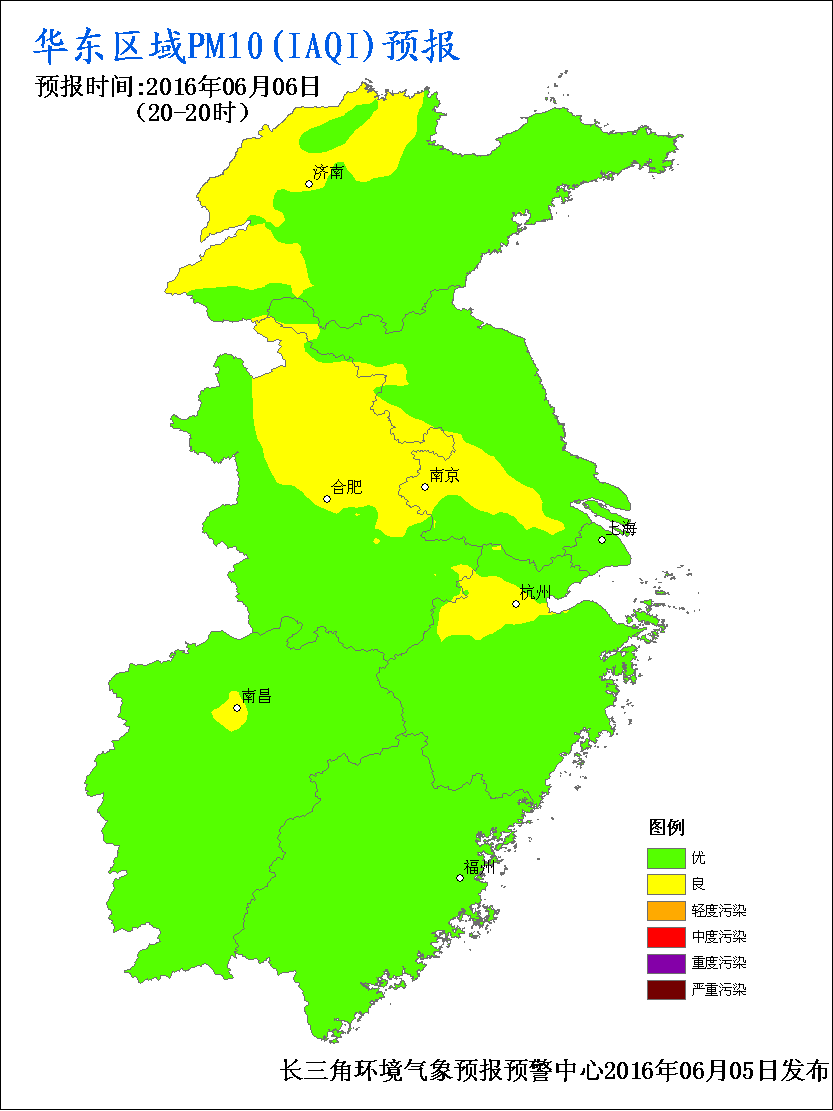 华东区域PM10(IAQI)预报
预报时间:2016年06月06日
(20-20时)
济南
合肥
南京
上海
杭州
南昌
福州
图例
优
良
轻度污染
中度污染
重度污染
严重污染
长三角环境气象预报预警中心2016年06月05日发布